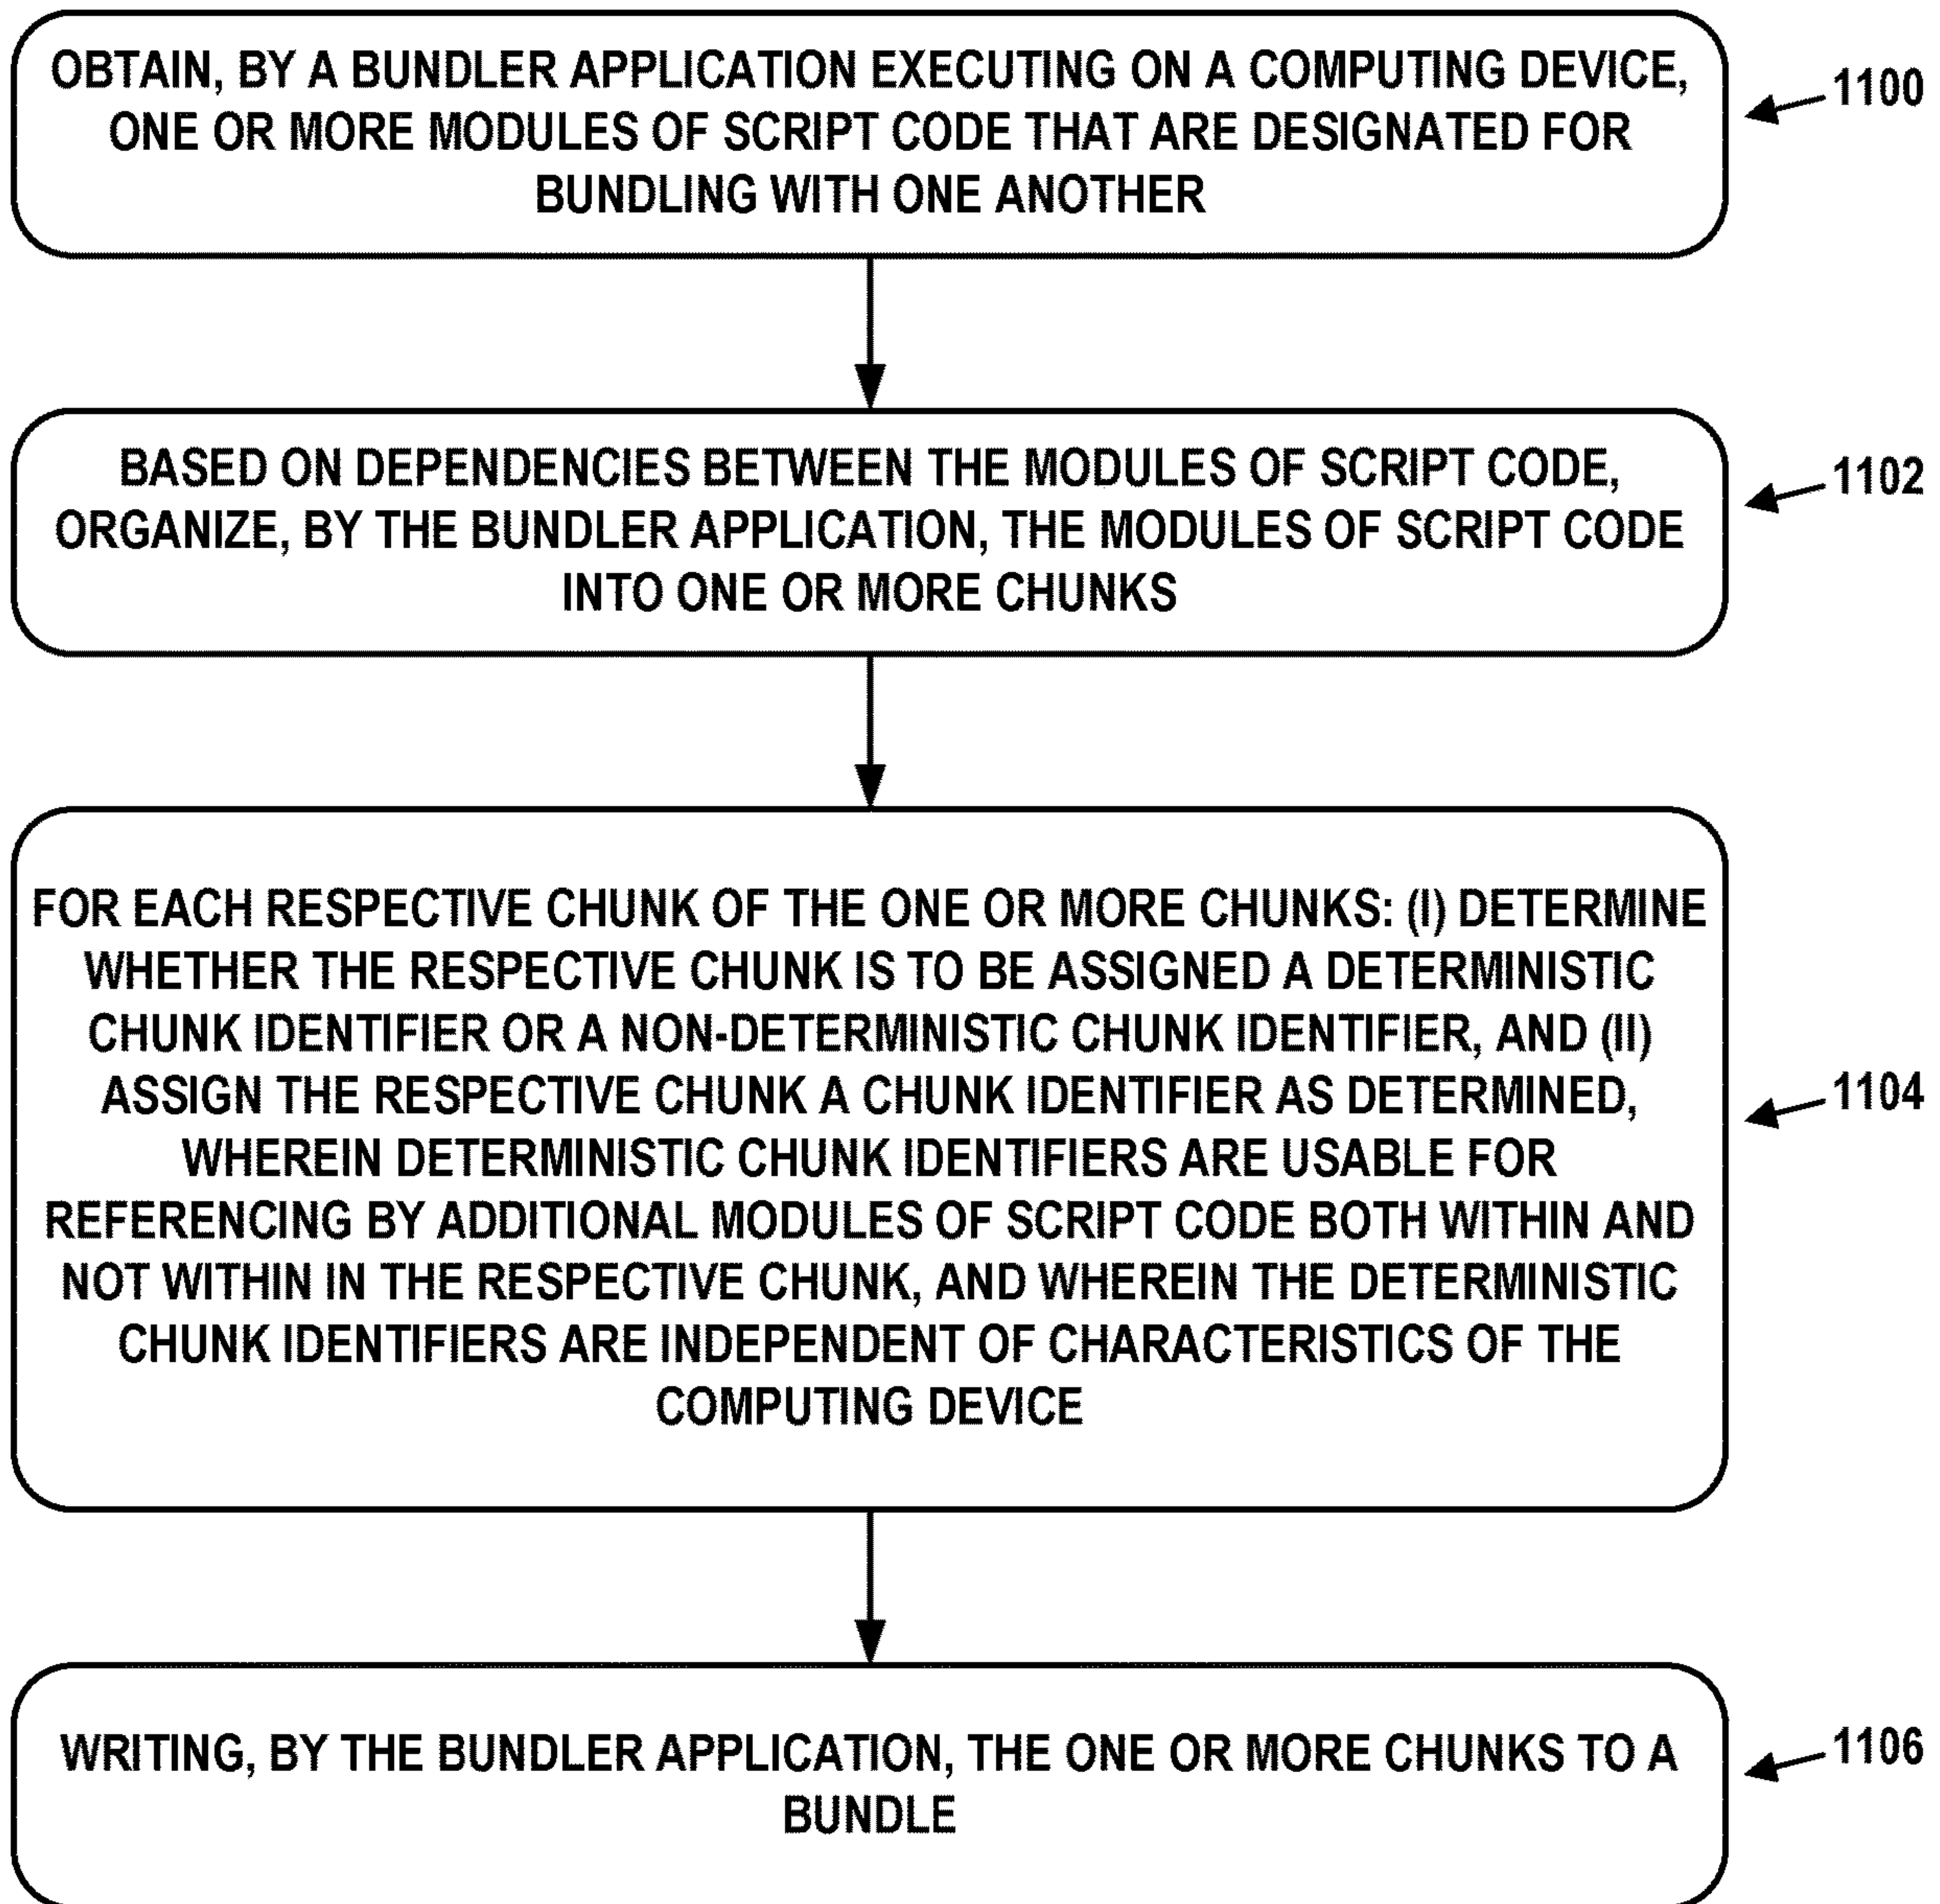 OBTAIN, BY A BUNDLER APPLICATION EXECUTING ON A COMPUTING DEVICE,
ONE OR MORE MODULES OF SCRIPT CODE THAT ARE DESIGNATED FOR
BUNDLING WITH ONE ANOTHER
1100
BASED ON DEPENDENCIES BETWEEN THE MODULES OF SCRIPT CODE,
ORGANIZE, BY THE BUNDLER APPLICATION, THE MODULES OF SCRIPT CODE
INTO ONE OR MORE CHUNKS
1102
FOR EACH RESPECTIVE CHUNK OF THE ONE OR MORE CHUNKS: (I) DETERMINE
WHETHER THE RESPECTIVE CHUNK IS TO BE ASSIGNED A DETERMINISTIC
CHUNK IDENTIFIER OR A NON-DETERMINISTIC CHUNK IDENTIFIER, AND (II)
ASSIGN THE RESPECTIVE CHUNK A CHUNK IDENTIFIER AS DETERMINED,
WHEREIN DETERMINISTIC CHUNK IDENTIFIERS ARE USABLE FOR
REFERENCING BY ADDITIONAL MODULES OF SCRIPT CODE BOTH WITHIN AND
NOT WITHIN IN THE RESPECTIVE CHUNK, AND WHEREIN THE DETERMINISTIC
CHUNK IDENTIFIERS ARE INDEPENDENT OF CHARACTERISTICS OF THE
COMPUTING DEVICE
1104
WRITING, BY THE BUNDLER APPLICATION, THE ONE OR MORE CHUNKS TO A
BUNDLE
1106